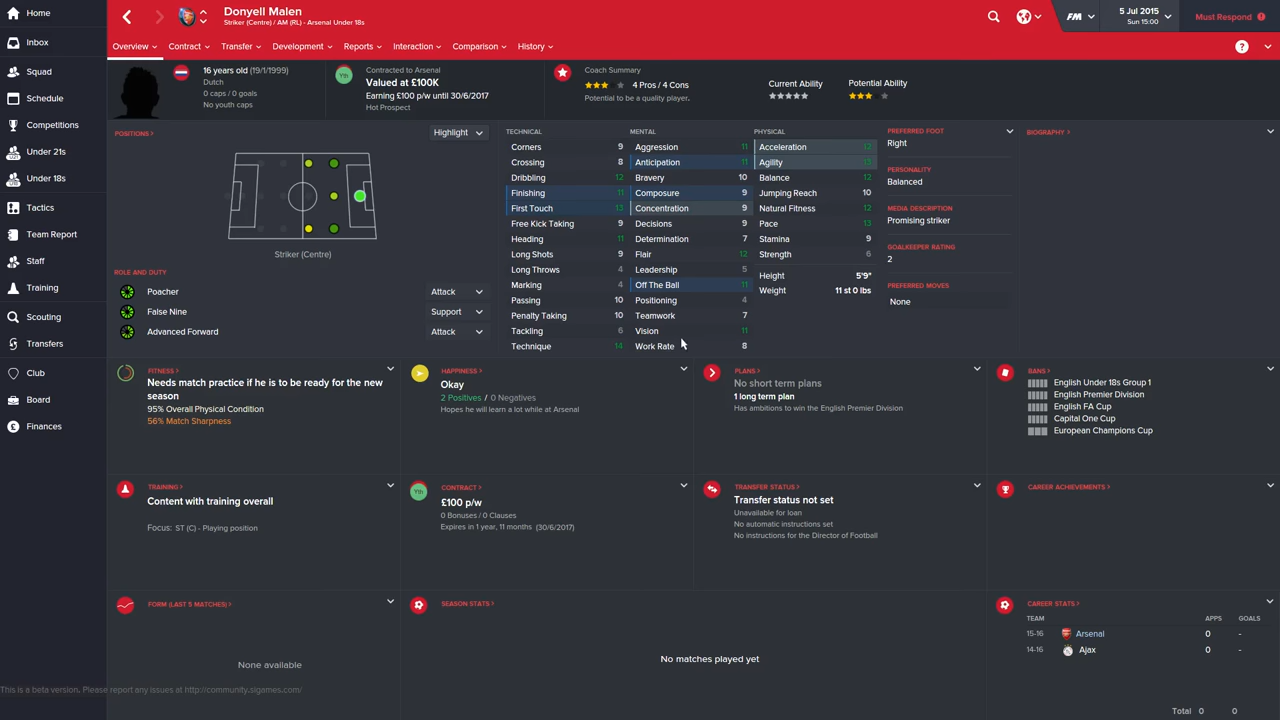 Home
Inbox
Squad
Schedule
Competitions
Under 21s
Under 18s
Tactics
Team Report
Staff
Training
Scouting
Transfers
Club
Board
Finances
Donyell Malen
Striker (Centre) / AM (RL) - Arsenal Under 18s
FM
5 Jul 2015
Sun 15:00
Must Respond
Overview
Contract
Transfer
Development
Reports
Interaction
Comparison
History
?
16 years old (19/1/1999)
Dutch
0 caps / 0 goals
No youth caps
Yth
Contracted to Arsenal
Valued at £100K
Earning £100 p/w until 30/6/2017
Hot Prospect
Coach Summary
4 Pros / 4 Cons
Potential to be a quality player.
Current Ability
Potential Ability
POSITIONS >
Highlight
Striker (Centre)
ROLE AND DUTY
Poacher Attack
False Nine Support
Advanced Forward Attack
TECHNICAL
Corners 9
Crossing 8
Dribbling 12
Finishing 11
First Touch 13
Free Kick Taking 9
Heading 11
Long Shots 9
Long Throws 4
Marking 4
Passing 10
Penalty Taking 10
Tackling 6
Technique 14
MENTAL
Aggression 11
Anticipation 11
Bravery 10
Composure 9
Concentration 9
Decisions 9
Determination 7
Flair 12
Leadership 5
Off The Ball 11
Positioning 4
Teamwork 7
Vision 11
Work Rate 8
PHYSICAL
Acceleration
Agility
Balance 12
Jumping Reach 10
Natural Fitness 12
Pace 13
Stamina 9
Strength 6
Height 5'9"
Weight 11 st 0 lbs
PREFERRED FOOT
Right
PERSONALITY
Balanced
MEDIA DESCRIPTION
Promising striker
GOALKEEPER RATING
2
PREFERRED MOVES
None
BIOGRAPHY >
FITNESS >
Needs match practice if he is to be ready for the new
season
95% Overall Physical Condition
56% Match Sharpness
HAPPINESS >
Okay
2 Positives / 0 Negatives
Hopes he will learn a lot while at Arsenal
PLANS >
No short term plans
1 long term plan
Has ambitions to win the English Premier Division
BANS >
English Under 18s Group 1
English Premier Division
English FA Cup
Capital One Cup
European Champions Cup
TRAINING >
Content with training overall
Focus: ST (C) - Playing position
Yth
CONTRACT >
£100 p/w
0 Bonuses / 0 Clauses
Expires in 1 year, 11 months (30/6/2017)
TRANSFER STATUS >
Transfer status not set
Unavailable for loan
No automatic instructions set
No instructions for the Director of Football
CAREER ACHIEVEMENTS >
FORM (LAST 5 MATCHES) >
None available
SEASON STATS >
No matches played yet
CAREER STATS >
TEAM APPS GOALS
15-16 Arsenal 0 -
14-16 Ajax 0 -
Total 0 0
This is a beta version. Please report any issues at http://community.sigames.com/